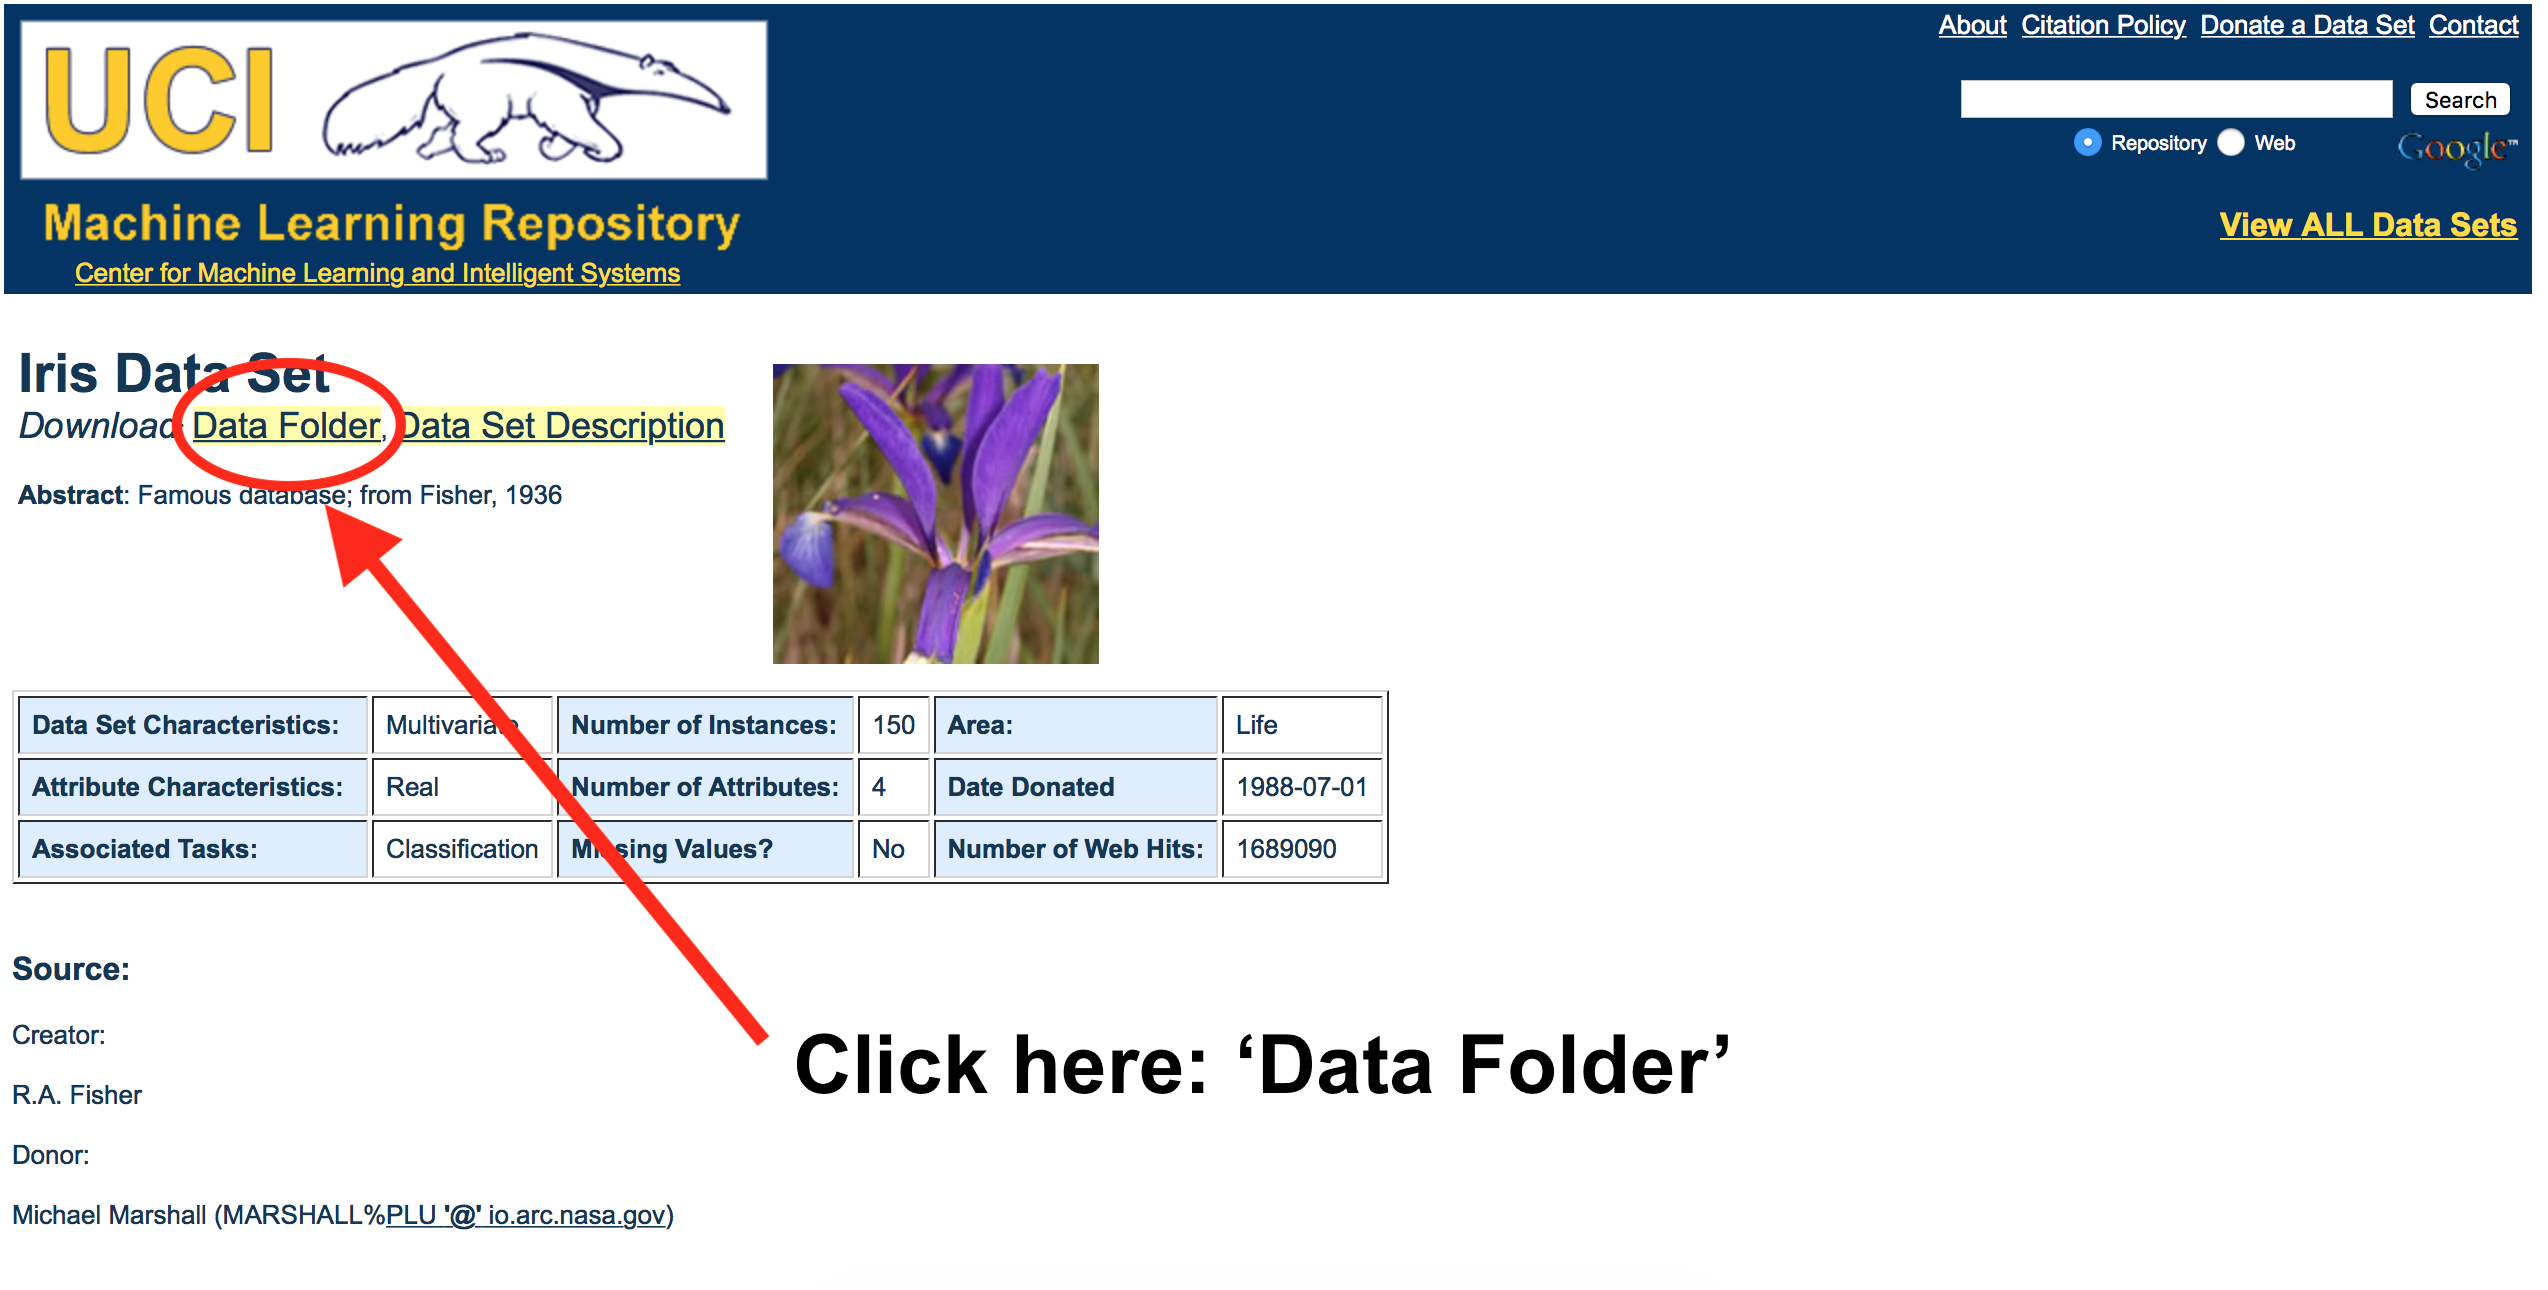 UCI
About Citation Policy Donate a Data Set Contact
Search
Repository Web Google™
Machine Learning Repository
View ALL Data Sets
Center for Machine Learning and Intelligent Systems
Iris Data Set
Download: Data Folder, Data Set Description
Abstract: Famous database; from Fisher, 1936
Data Set Characteristics: Multivariate Number of Instances: 150 Area: Life
Attribute Characteristics: Real Number of Attributes: 4 Date Donated 1988-07-01
Associated Tasks: Classification Missing Values? No Number of Web Hits: 1689090
Source:
Creator:
R.A. Fisher
Click here: ‘Data Folder’
Donor:
Michael Marshall (MARSHALL%PLU '@' io.arc.nasa.gov)